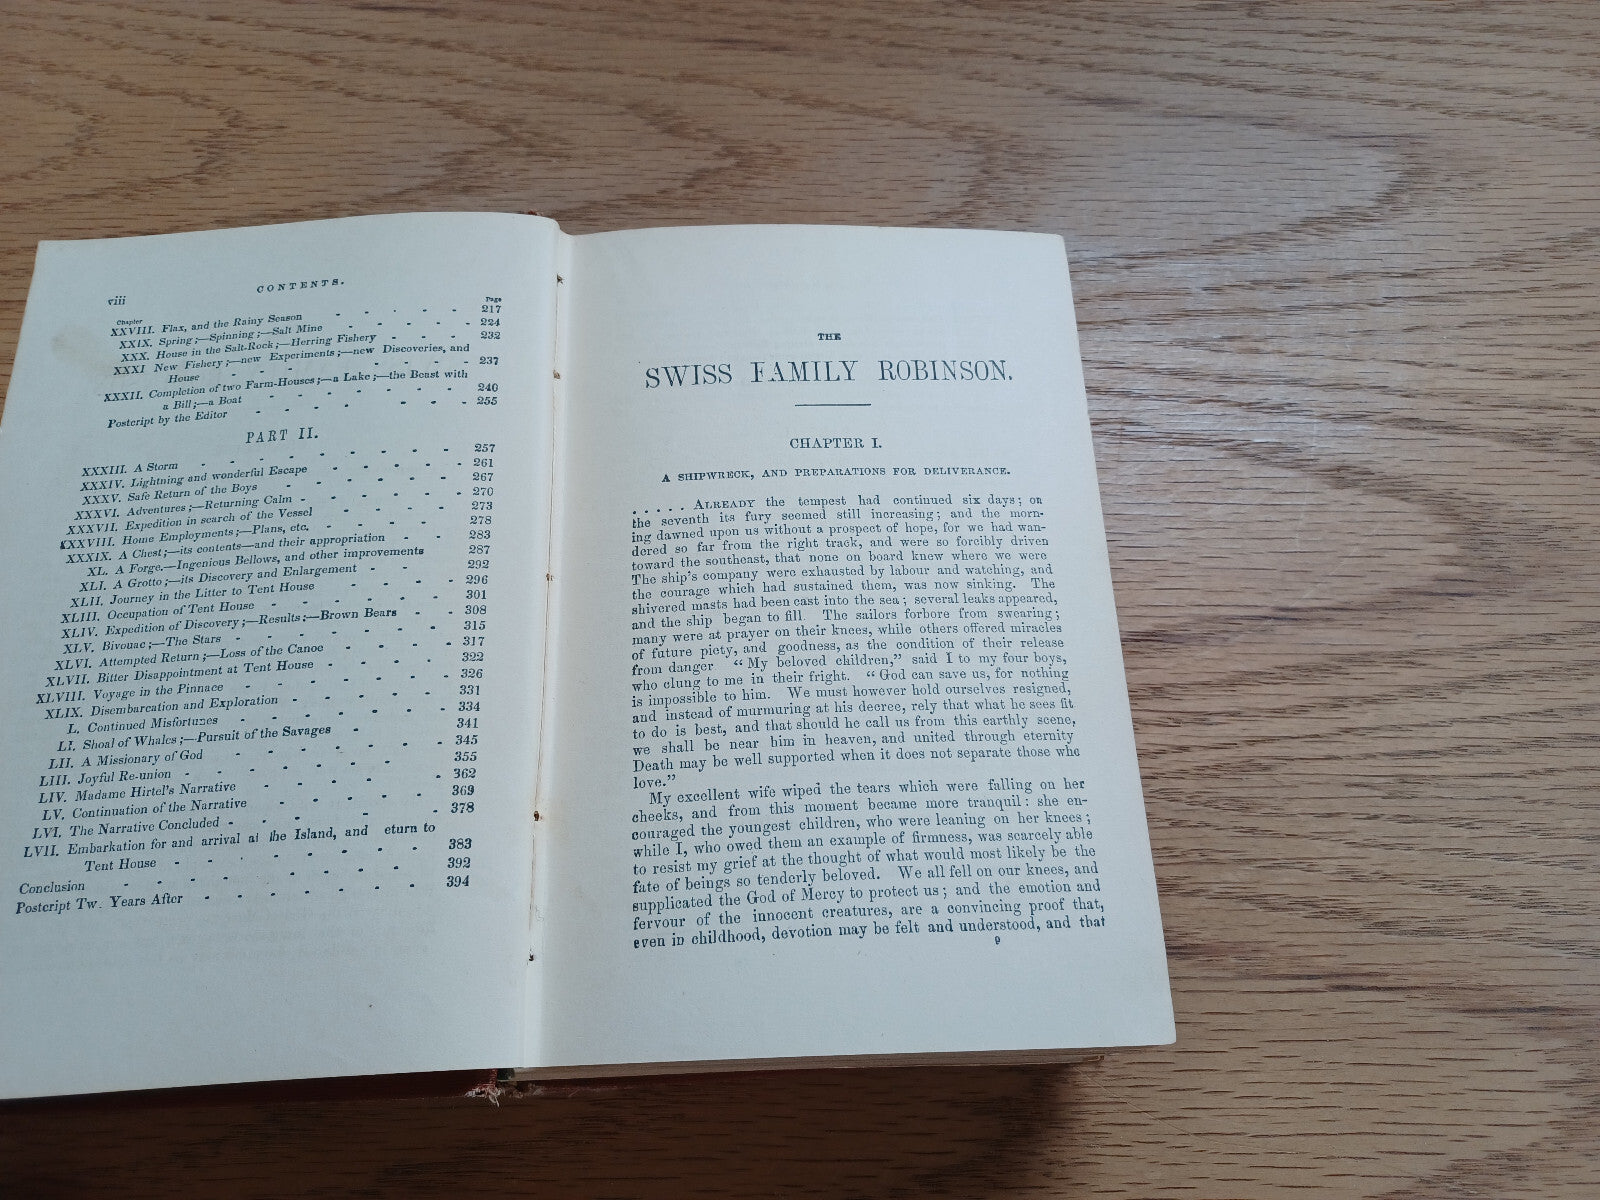 viii
CONTENTS.
Chapter
Page
XXVIII. Flax, and the Rainy Season - - - - - 217
XXIX. Spring;—Spinning;—Salt Mine - - - - - 224
XXX. House in the Salt-Rock;—Herring Fishery - - - 232
XXXI New Fishery;—new Experiments;—new Discoveries, and
House - - - - - - 237
XXXII. Completion of two Farm-Houses;—a Lake;—the Beast with
a Bill;—a Boat - - - - - - 246
Postcript by the Editor - - - - - - 255
PART II.
XXXIII. A Storm - - - - - - - 257
XXXIV. Lightning and wonderful Escape - - - - 261
XXXV. Safe Return of the Boys - - - - - 267
XXXVI. Adventures;—Returning Calm - - - - - 270
XXXVII. Expedition in search of the Vessel - - - - 273
XXXVIII. Home Employments;—Plans, etc. - - - - 278
XXXIX. A Chest;—its contents—and their appropriation - - 283
XL. A Forge.—Ingenious Bellows, and other improvements 287
XLI. A Grotto;—its Discovery and Enlargement - - 292
XLII. Journey in the Litter to Tent House - - - 296
XLIII. Occupation of Tent House - - - - - 301
XLIV. Expedition of Discovery;—Results;—Brown Bears - - 308
XLV. Bivouac;—The Stars - - - - - - 315
XLVI. Attempted Return;—Loss of the Canoe - - - 317
XLVII. Bitter Disappointment at Tent House - - - - 322
XLVIII. Voyage in the Pinnace - - - - - 326
XLIX. Disembarcation and Exploration - - - - 331
L. Continued Misfortunes - - - - - - 334
LI. Shoal of Whales;—Pursuit of the Savages - 341
LII. A Missionary of God - - - - - - 345
LIII. Joyful Re-union - - - - - - - 355
LIV. Madame Hirtel's Narrative - - - - - 362
LV. Continuation of the Narrative - - - - 369
LVI. The Narrative Concluded - - - - - 378
LVII. Embarkation for and arrival at the Island, and eturn to
Tent House - - - - - - - 383
Conclusion - - - - - - - 392
Postcript Tw. Years After - - - - - - 394
THE
SWISS FAMILY ROBINSON.
CHAPTER I.
A SHIPWRECK, AND PREPARATIONS FOR DELIVERANCE.
. . . . . ALREADY the tempest had continued six days; on
the seventh its fury seemed still increasing; and the morn-
ing dawned upon us without a prospect of hope, for we had wan-
dered so far from the right track, and were so forcibly driven
toward the southeast, that none on board knew where we were
The ship's company were exhausted by labour and watching, and
the courage which had sustained them, was now sinking. The
shivered masts had been cast into the sea; several leaks appeared,
and the ship began to fill. The sailors forbore from swearing;
many were at prayer on their knees, while others offered miracles
of future piety, and goodness, as the condition of their release
from danger "My beloved children," said I to my four boys,
who clung to me in their fright. "God can save us, for nothing
is impossible to him. We must however hold ourselves resigned,
and instead of murmuring at his decree, rely that what he sees fit
to do is best, and that should he call us from this earthly scene,
we shall be near him in heaven, and united through eternity
Death may be well supported when it does not separate those who
love."
My excellent wife wiped the tears which were falling on her
cheeks, and from this moment became more tranquil: she en-
couraged the youngest children, who were leaning on her knees;
while I, who owed them an example of firmness, was scarcely able
to resist my grief at the thought of what would most likely be the
fate of beings so tenderly beloved. We all fell on our knees, and
supplicated the God of Mercy to protect us; and the emotion and
fervour of the innocent creatures, are a convincing proof that,
even in childhood, devotion may be felt and understood, and that